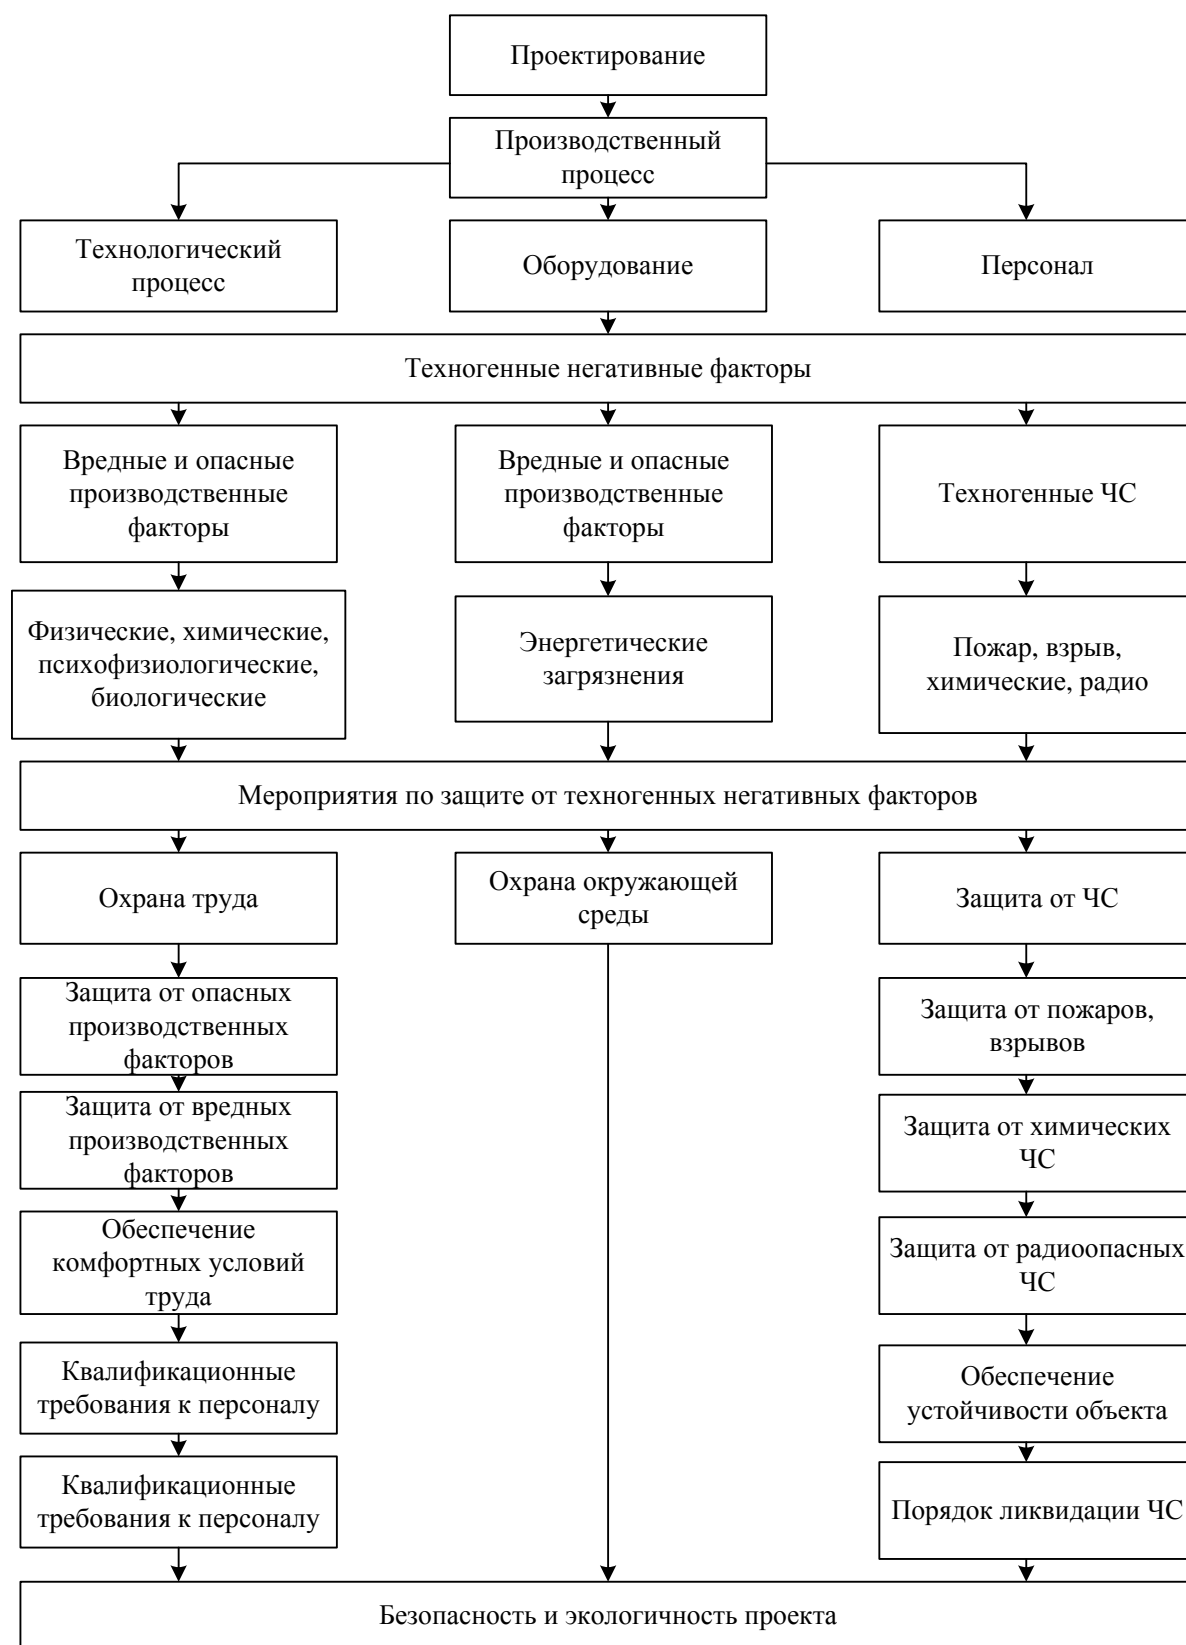 Проектирование
Производственный
процесс
Технологический
процесс
Оборудование
Персонал
Техногенные негативные факторы
Вредные и опасные
производственные
факторы
Вредные и опасные
производственные
факторы
Техногенные ЧС
Физические, химические,
психофизиологические,
биологические
Энергетические
загрязнения
Пожар, взрыв,
химические, радио
Мероприятия по защите от техногенных негативных факторов
Охрана труда
Охрана окружающей
среды
Защита от ЧС
Защита от опасных
производственных
факторов
Защита от пожаров,
взрывов
Защита от вредных
производственных
факторов
Защита от химических
ЧС
Обеспечение
комфортных условий
труда
Защита от радиоопасных
ЧС
Квалификационные
требования к персоналу
Обеспечение
устойчивости объекта
Квалификационные
требования к персоналу
Порядок ликвидации ЧС
Безопасность и экологичность проекта